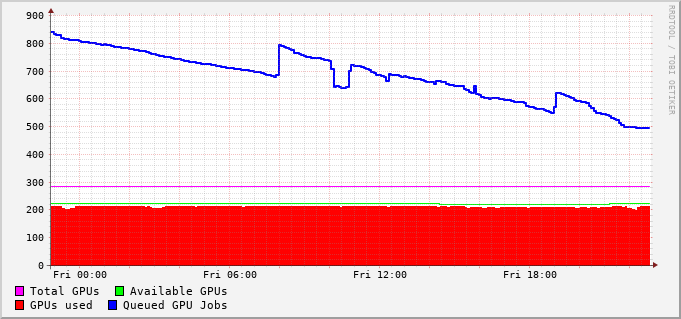 900
800
700
600
500
400
300
200
100
0
Fri 00:00 Fri 06:00 Fri 12:00 Fri 18:00
Total GPUs Available GPUs
GPUs used Queued GPU Jobs
RRDTOOL / TOBI OETIKER